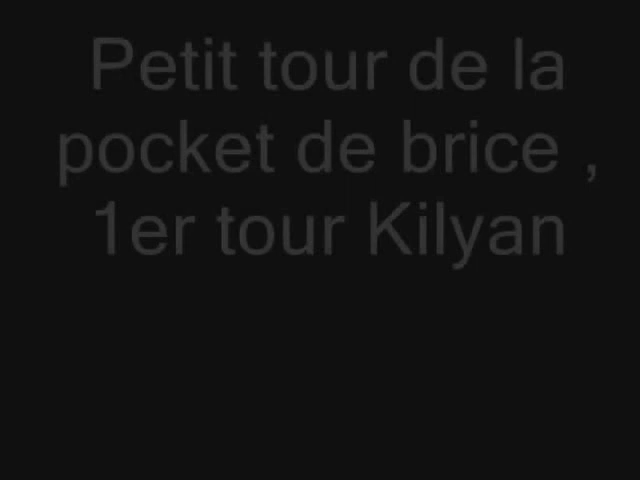 Petit tour de la
pocket de brice ,
1er tour Kilyan